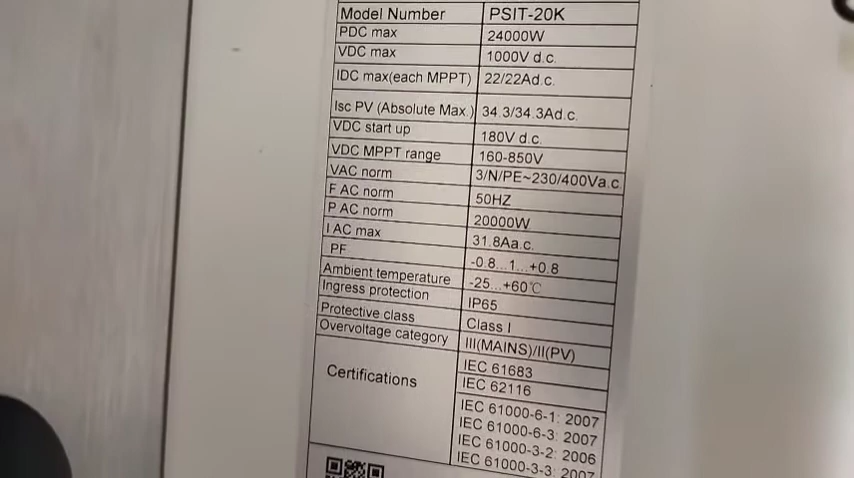 Model Number PSIT-20K
PDC max 24000W
VDC max 1000V d.c.
IDC max(each MPPT) 22/22Ad.c.
Isc PV (Absolute Max.) 34.3/34.3Ad.c.
VDC start up 180V d.c.
VDC MPPT range 160-850V
VAC norm 3/N/PE~230/400Va.c.
F AC norm 50HZ
P AC norm 20000W
I AC max 31.8Aa.c.
PF -0.8...1...+0.8
Ambient temperature -25...+60℃
Ingress protection IP65
Protective class Class I
Overvoltage category III(MAINS)/II(PV)
Certifications IEC 61683
IEC 62116
IEC 61000-6-1: 2007
IEC 61000-6-3: 2007
IEC 61000-3-2: 2006
IEC 61000-3-3: 2007